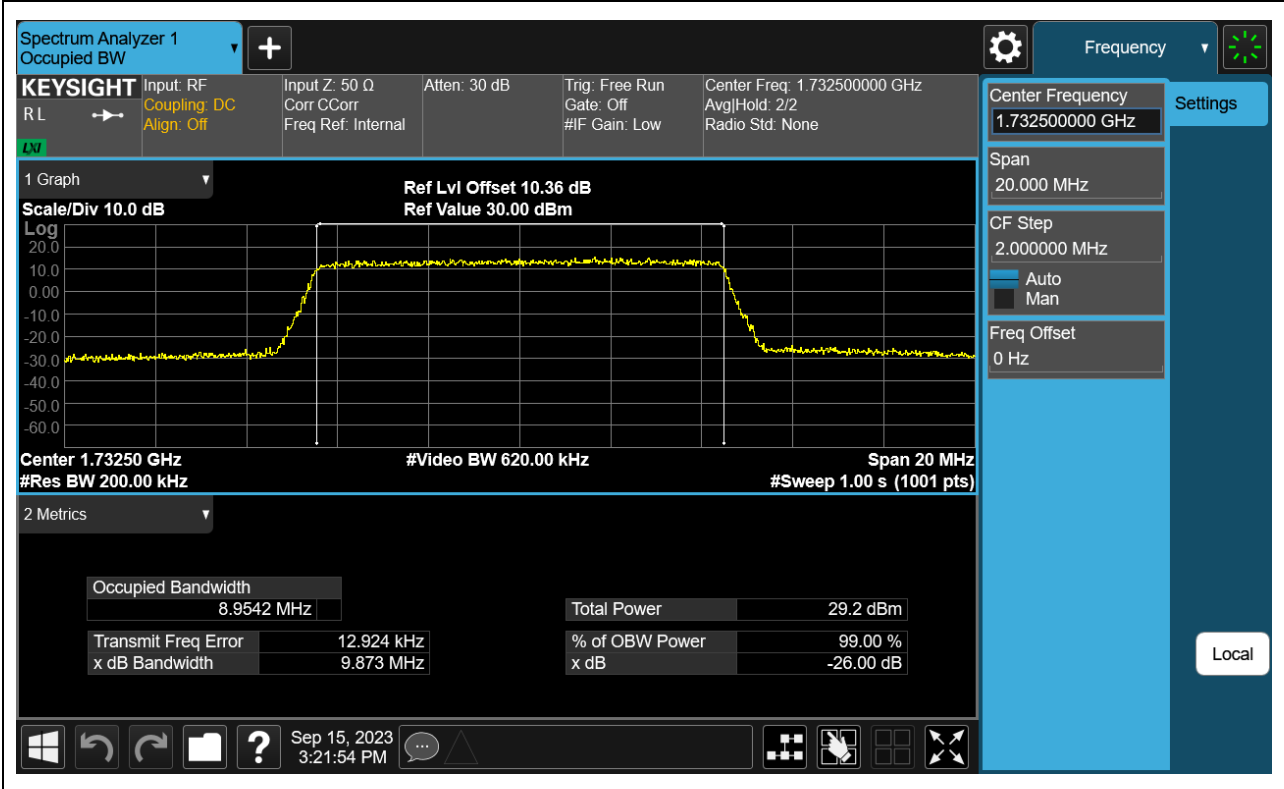 Spectrum Analyzer 1
Occupied BW
Frequency
KEYSIGHT
R L
LXI
Input: RF
Coupling: DC
Align: Off
Input Z: 50 Ω
Corr CCorr
Freq Ref: Internal
Atten: 30 dB
Trig: Free Run
Gate: Off
#IF Gain: Low
Center Freq: 1.732500000 GHz
Avg|Hold: 2/2
Radio Std: None
1 Graph
Scale/Div 10.0 dB
Ref Lvl Offset 10.36 dB
Ref Value 30.00 dBm
Log
20.0
10.0
0.00
-10.0
-20.0
-30.0
-40.0
-50.0
-60.0
Center 1.73250 GHz
#Video BW 620.00 kHz
Span 20 MHz
#Res BW 200.00 kHz
#Sweep 1.00 s (1001 pts)
2 Metrics
Occupied Bandwidth
8.9542 MHz
Total Power 29.2 dBm
Transmit Freq Error 12.924 kHz
% of OBW Power 99.00 %
x dB Bandwidth 9.873 MHz
x dB -26.00 dB
Center Frequency
1.732500000 GHz
Settings
Span
20.000 MHz
CF Step
2.000000 MHz
Auto
Man
Freq Offset
0 Hz
Local
?
Sep 15, 2023
3:21:54 PM